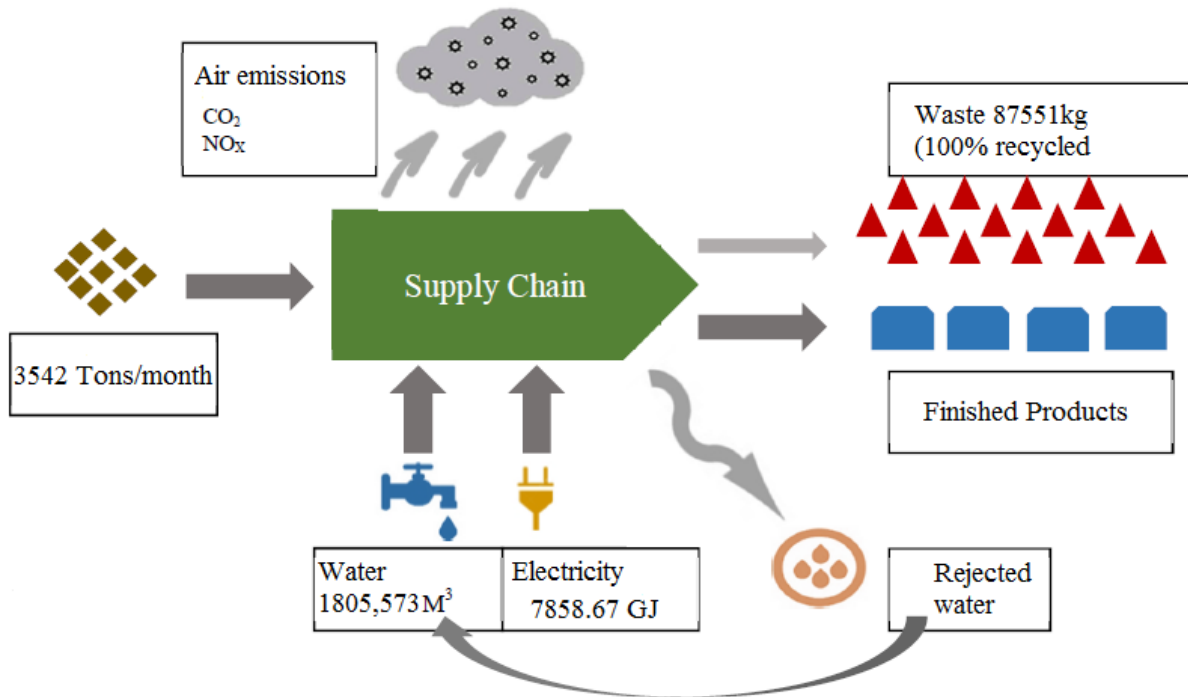 Air emissions
CO₂
NOx
Waste 87551kg
(100% recycled
Supply Chain
3542 Tons/month
Finished Products
Water
1805,573M³
Electricity
7858.67 GJ
Rejected
water